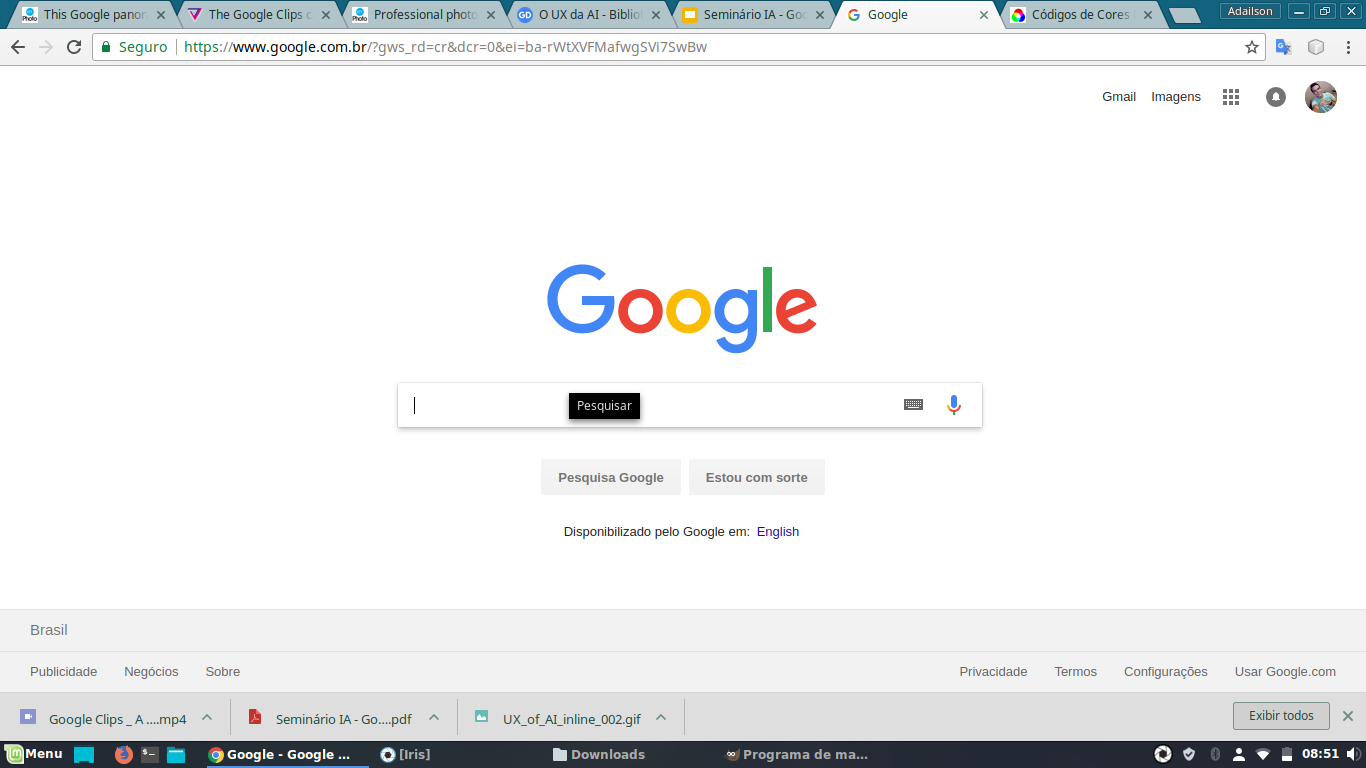 This Google panor
The Google Clips c
Professional photo
O UX da AI - Biblio
Seminário IA - Goo
Google
Códigos de Cores
Adailson
Seguro https://www.google.com.br/?gws_rd=cr&dcr=0&ei=ba-rWtXVFMafwgSVl7SwBw
Gmail Imagens
Google
Pesquisar
Pesquisa Google Estou com sorte
Disponibilizado pelo Google em: English
Brasil
Publicidade Negócios Sobre Privacidade Termos Configurações Usar Google.com
Google Clips _ A ....mp4 Seminário IA - Go....pdf UX_of_AI_inline_002.gif Exibir todos
Menu Google - Google ... [Iris] Downloads Programa de ma... 08:51